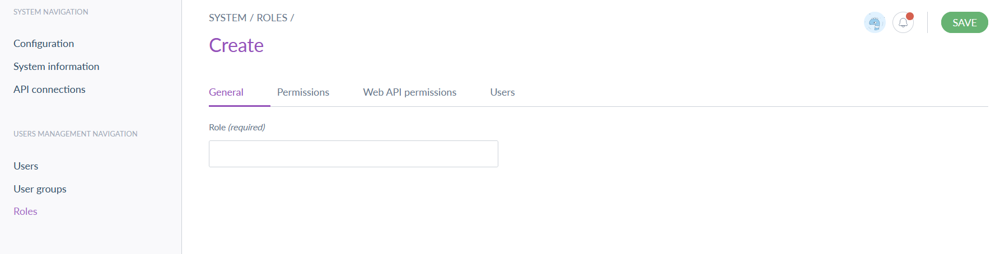 SYSTEM NAVIGATION
Configuration
System information
API connections
USERS MANAGEMENT NAVIGATION
Users
User groups
Roles
SYSTEM / ROLES /
Create
SAVE
General Permissions Web API permissions Users
Role (required)